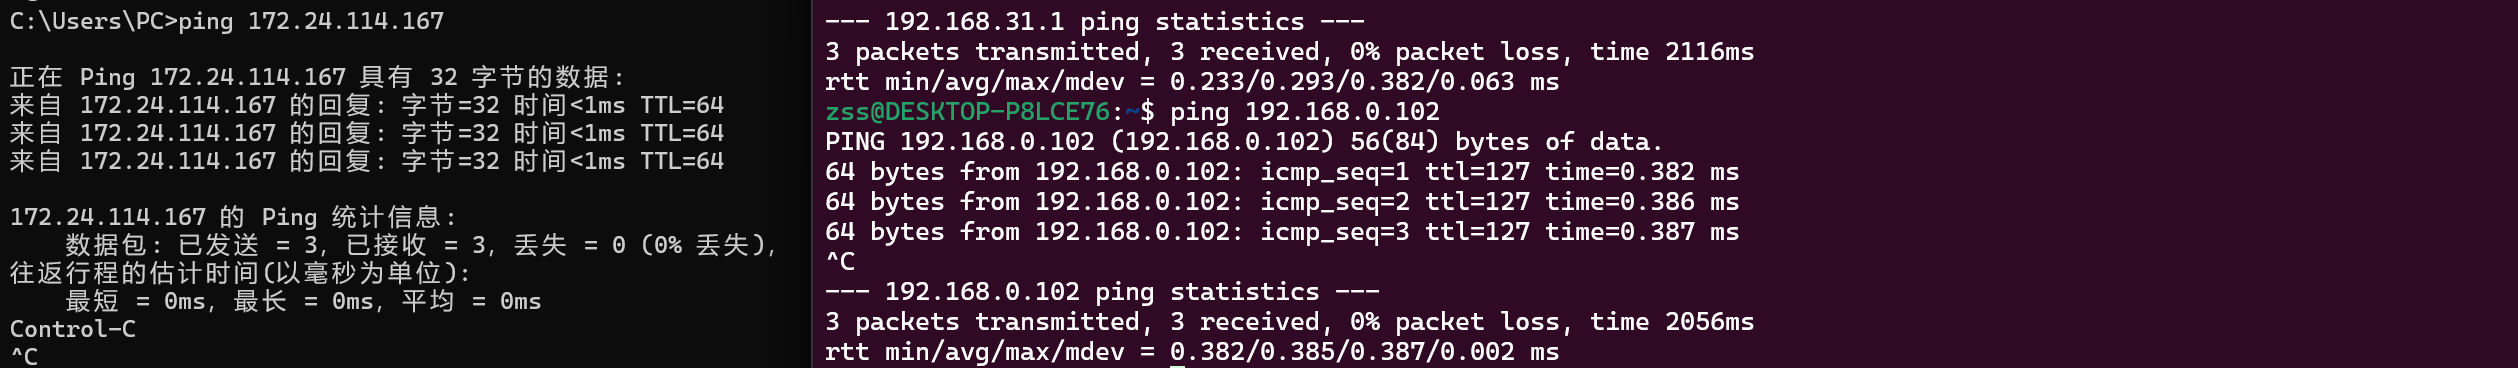 C:\Users\PC>ping 172.24.114.167
正在 Ping 172.24.114.167 具有 32 字节的数据:
来自 172.24.114.167 的回复: 字节=32 时间<1ms TTL=64
来自 172.24.114.167 的回复: 字节=32 时间<1ms TTL=64
来自 172.24.114.167 的回复: 字节=32 时间<1ms TTL=64
172.24.114.167 的 Ping 统计信息:
数据包: 已发送 = 3, 已接收 = 3, 丢失 = 0 (0% 丢失),
往返行程的估计时间(以毫秒为单位):
最短 = 0ms, 最长 = 0ms, 平均 = 0ms
Control-C
^C
--- 192.168.31.1 ping statistics ---
3 packets transmitted, 3 received, 0% packet loss, time 2116ms
rtt min/avg/max/mdev = 0.233/0.293/0.382/0.063 ms
zss@DESKTOP-P8LCE76:~$ ping 192.168.0.102
PING 192.168.0.102 (192.168.0.102) 56(84) bytes of data.
64 bytes from 192.168.0.102: icmp_seq=1 ttl=127 time=0.382 ms
64 bytes from 192.168.0.102: icmp_seq=2 ttl=127 time=0.386 ms
64 bytes from 192.168.0.102: icmp_seq=3 ttl=127 time=0.387 ms
^C
--- 192.168.0.102 ping statistics ---
3 packets transmitted, 3 received, 0% packet loss, time 2056ms
rtt min/avg/max/mdev = 0.382/0.385/0.387/0.002 ms